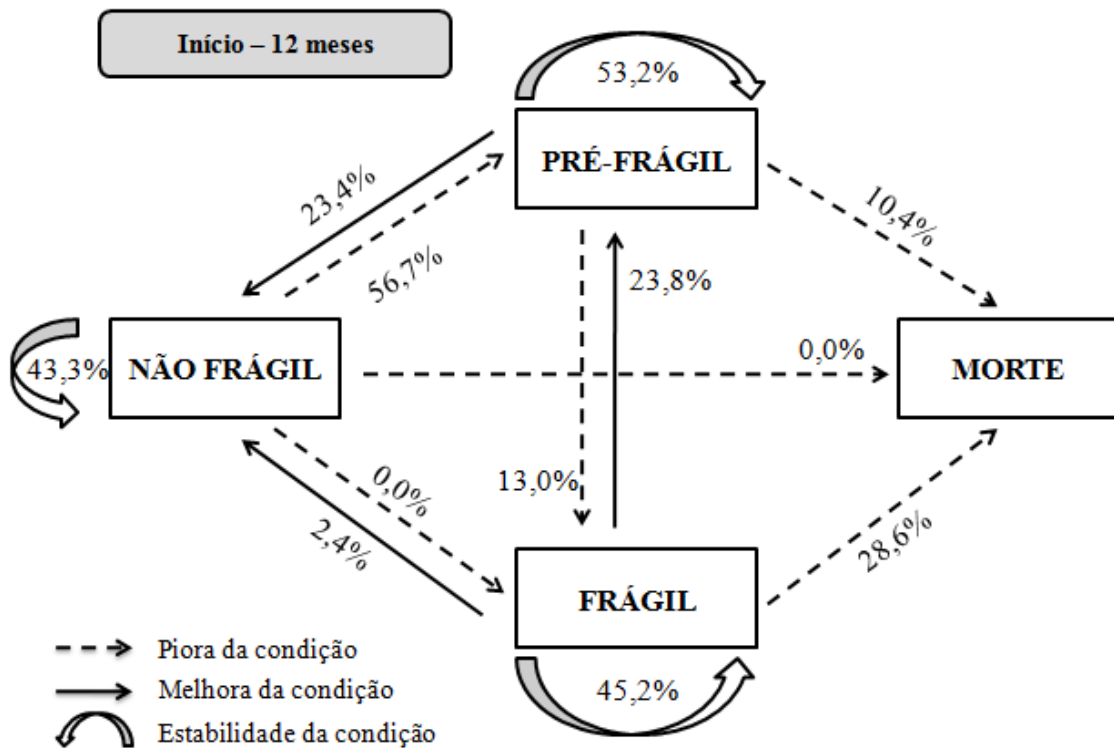 Início – 12 meses
53,2%
PRÉ-FRÁGIL
23,4%
56,7%
10,4%
23,8%
43,3%
NÃO FRÁGIL
0,0%
MORTE
0,0%
2,4%
13,0%
28,6%
FRÁGIL
45,2%
Piora da condição
Melhora da condição
Estabilidade da condição